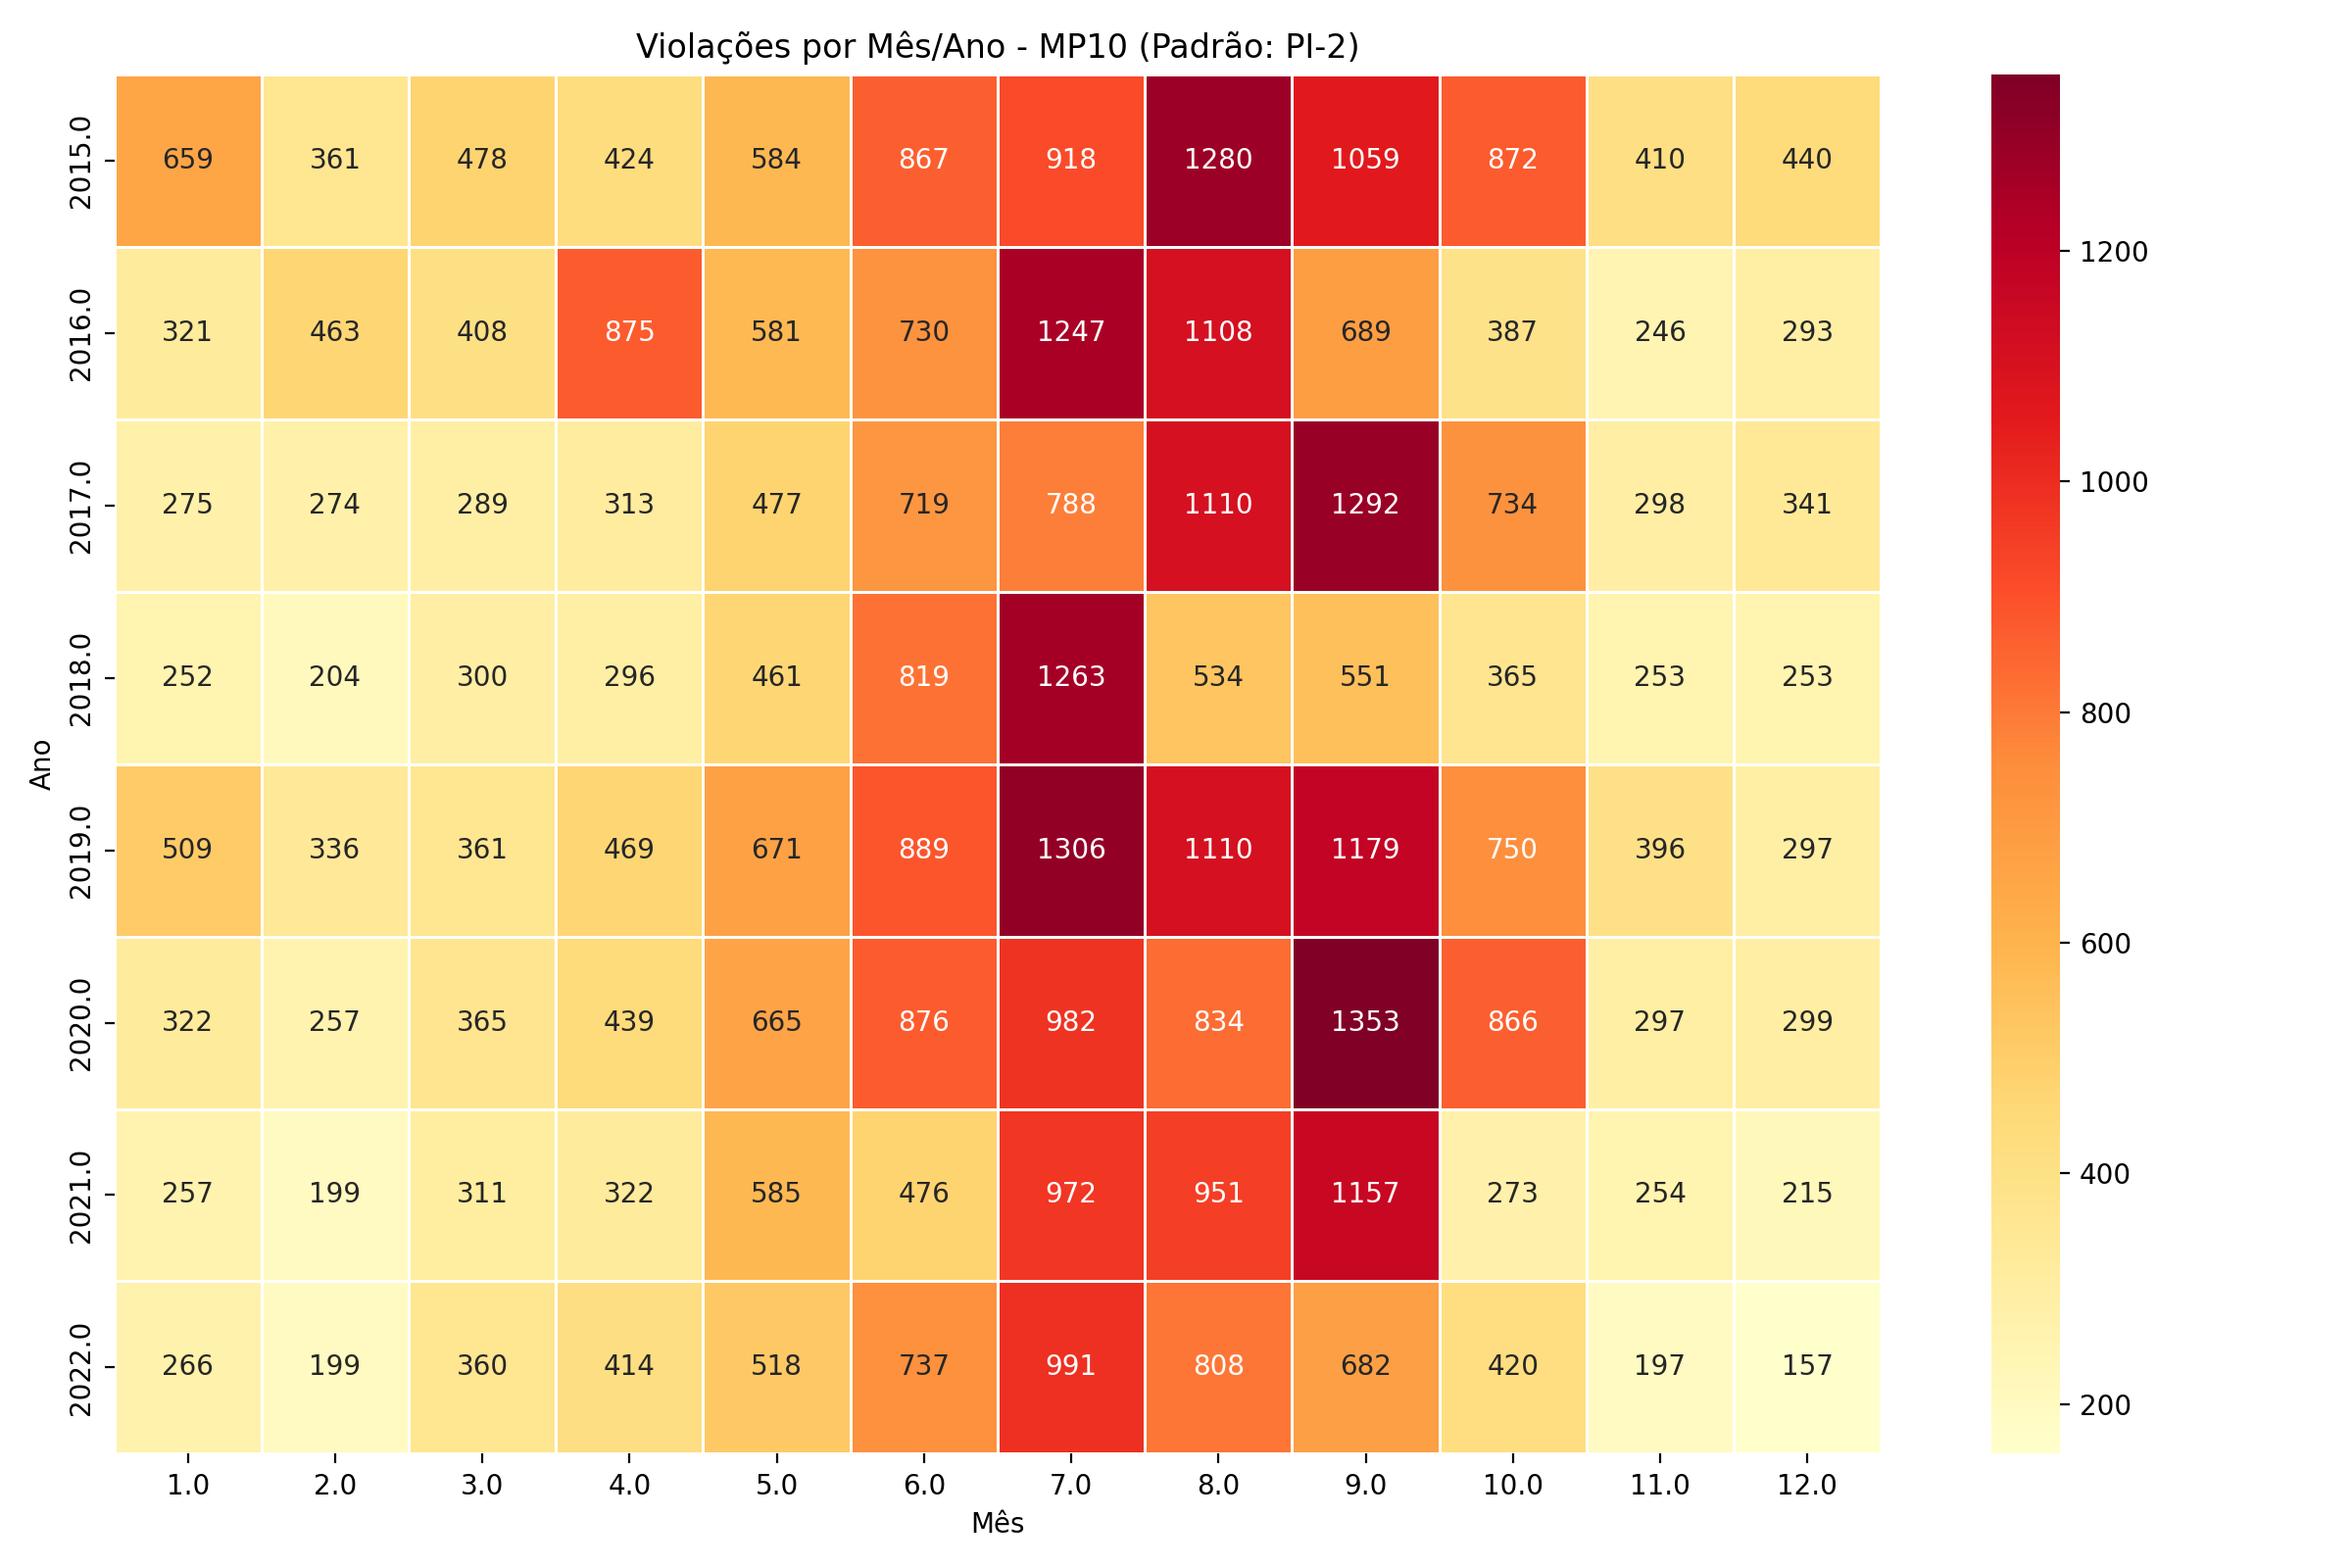 Violações por Mês/Ano - MP10 (Padrão: PI-2)
2015.0 659 361 478 424 584 867 918 1280 1059 872 410 440
2016.0 321 463 408 875 581 730 1247 1108 689 387 246 293
2017.0 275 274 289 313 477 719 788 1110 1292 734 298 341
2018.0 252 204 300 296 461 819 1263 534 551 365 253 253
2019.0 509 336 361 469 671 889 1306 1110 1179 750 396 297
2020.0 322 257 365 439 665 876 982 834 1353 866 297 299
2021.0 257 199 311 322 585 476 972 951 1157 273 254 215
2022.0 266 199 360 414 518 737 991 808 682 420 197 157
1.0 2.0 3.0 4.0 5.0 6.0 7.0 8.0 9.0 10.0 11.0 12.0
Mês
Ano
1200
1000
800
600
400
200